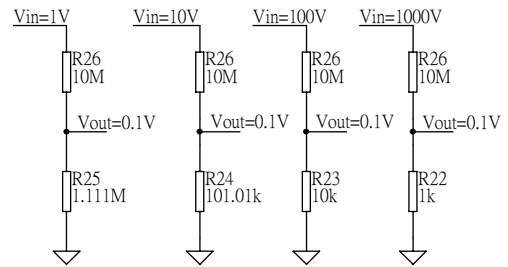 Vin=1V Vin=10V Vin=100V Vin=1000V
R26 R26 R26 R26
10M 10M 10M 10M
Vout=0.1V Vout=0.1V Vout=0.1V Vout=0.1V
R25 R24 R23 R22
1.111M 101.01k 10k 1k